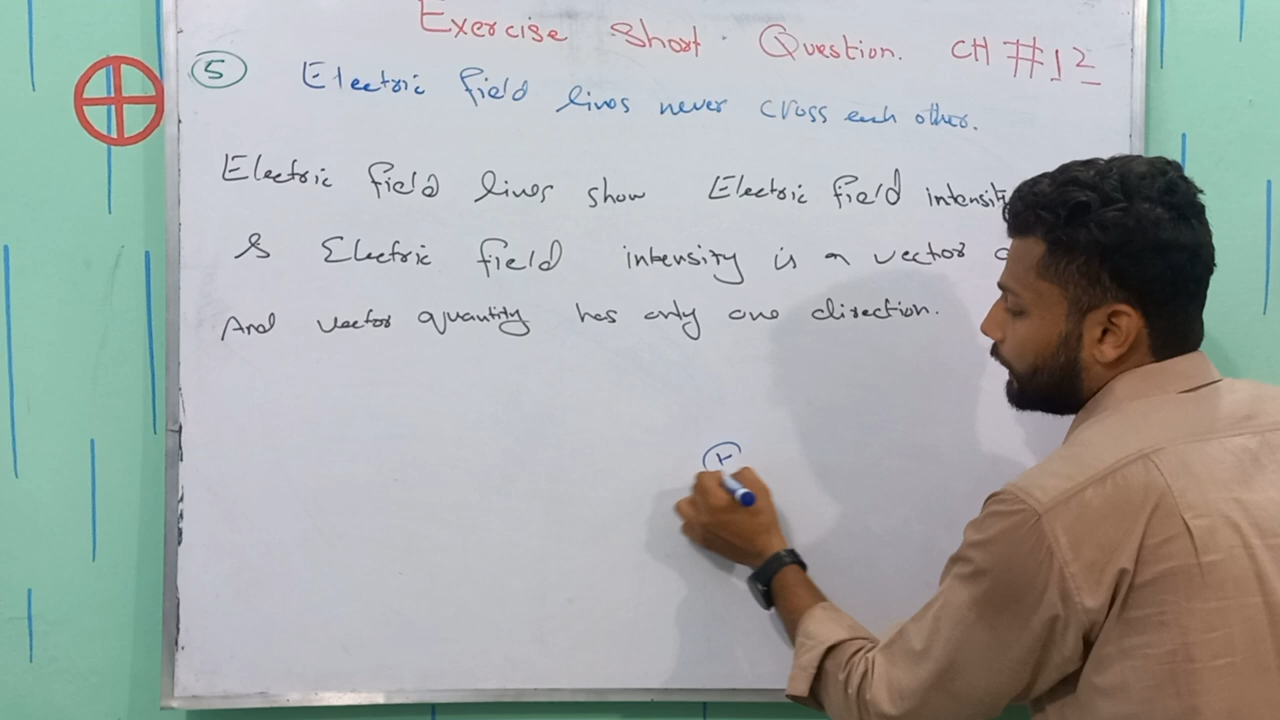 Exercise Short Question. CH #12
5 Electric field lines never cross each other.
Electric field lines show Electric field intensity
& Electric field intensity is a vector
And vector quantity has only one direction.
+